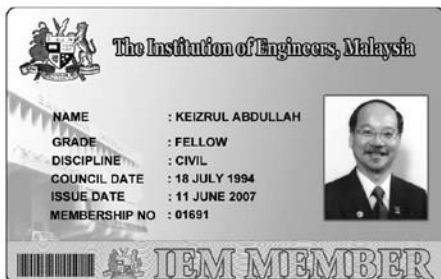 The Institution of Engineers, Malaysia
NAME : KEIZRUL ABDULLAH
GRADE : FELLOW
DISCIPLINE : CIVIL
COUNCIL DATE : 18 JULY 1994
ISSUE DATE : 11 JUNE 2007
MEMBERSHIP NO : 01691
IEM MEMBER